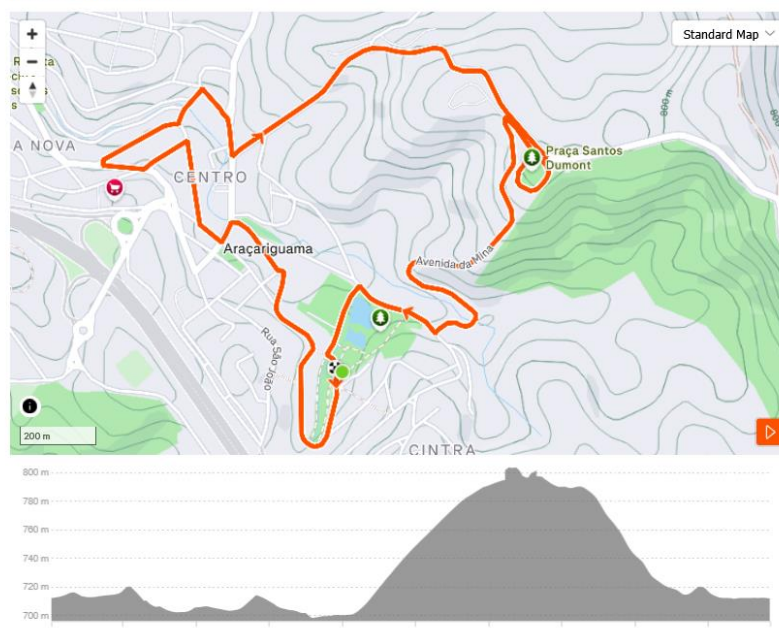 Standard Map
A NOVA
CENTRO
Praça Santos
Dumont
800 m
Araçariguama
Avenida da Mina
Rua São João
200 m
CINTRA
800 m
780 m
760 m
740 m
720 m
700 m